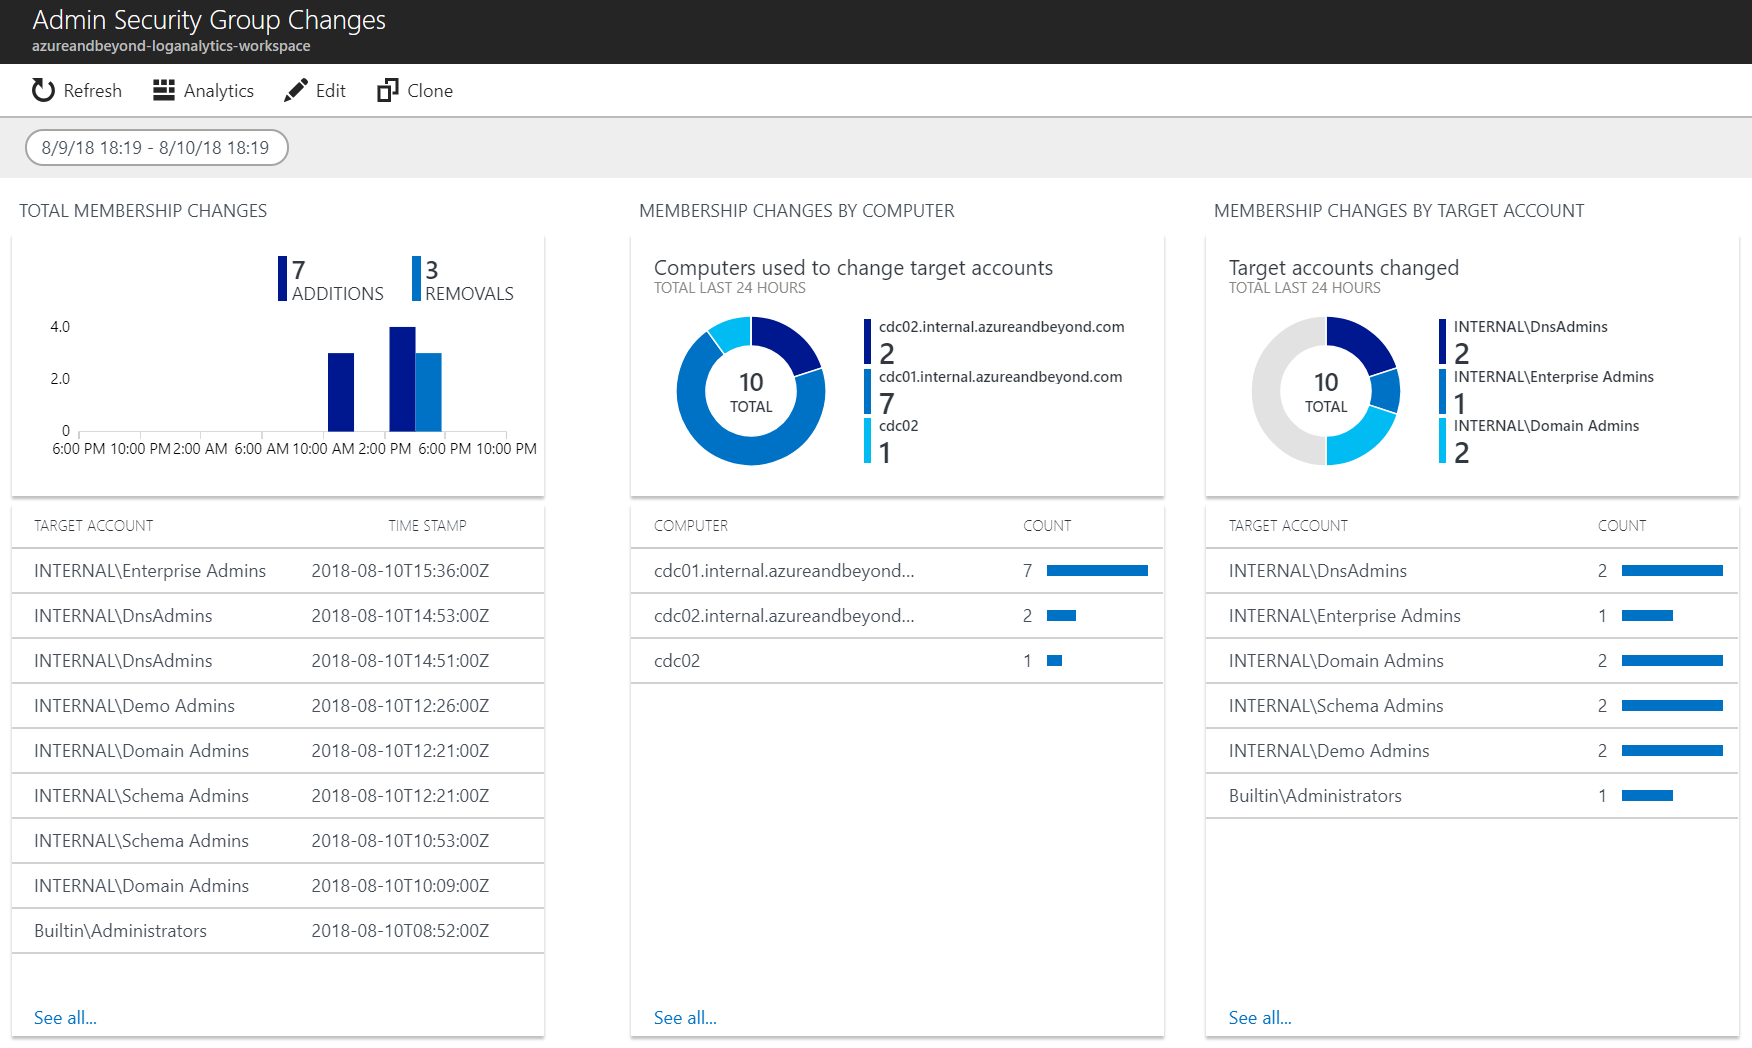 Admin Security Group Changes
azureandbeyond-loganalytics-workspace
Refresh Analytics Edit Clone
8/9/18 18:19 - 8/10/18 18:19
TOTAL MEMBERSHIP CHANGES
7
ADDITIONS
3
REMOVALS
4.0
2.0
0
6:00 PM 10:00 PM 2:00 AM 6:00 AM 10:00 AM 2:00 PM 6:00 PM 10:00 PM
TARGET ACCOUNT TIME STAMP
INTERNAL\Enterprise Admins 2018-08-10T15:36:00Z
INTERNAL\DnsAdmins 2018-08-10T14:53:00Z
INTERNAL\DnsAdmins 2018-08-10T14:51:00Z
INTERNAL\Demo Admins 2018-08-10T12:26:00Z
INTERNAL\Domain Admins 2018-08-10T12:21:00Z
INTERNAL\Schema Admins 2018-08-10T12:21:00Z
INTERNAL\Schema Admins 2018-08-10T10:53:00Z
INTERNAL\Domain Admins 2018-08-10T10:09:00Z
Builtin\Administrators 2018-08-10T08:52:00Z
See all...
MEMBERSHIP CHANGES BY COMPUTER
Computers used to change target accounts
TOTAL LAST 24 HOURS
10
TOTAL
cdc02.internal.azureandbeyond.com
2
cdc01.internal.azureandbeyond.com
7
cdc02
1
COMPUTER COUNT
cdc01.internal.azureandbeyond... 7
cdc02.internal.azureandbeyond... 2
cdc02 1
See all...
MEMBERSHIP CHANGES BY TARGET ACCOUNT
Target accounts changed
TOTAL LAST 24 HOURS
10
TOTAL
INTERNAL\DnsAdmins
2
INTERNAL\Enterprise Admins
1
INTERNAL\Domain Admins
2
TARGET ACCOUNT COUNT
INTERNAL\DnsAdmins 2
INTERNAL\Enterprise Admins 1
INTERNAL\Domain Admins 2
INTERNAL\Schema Admins 2
INTERNAL\Demo Admins 2
Builtin\Administrators 1
See all...